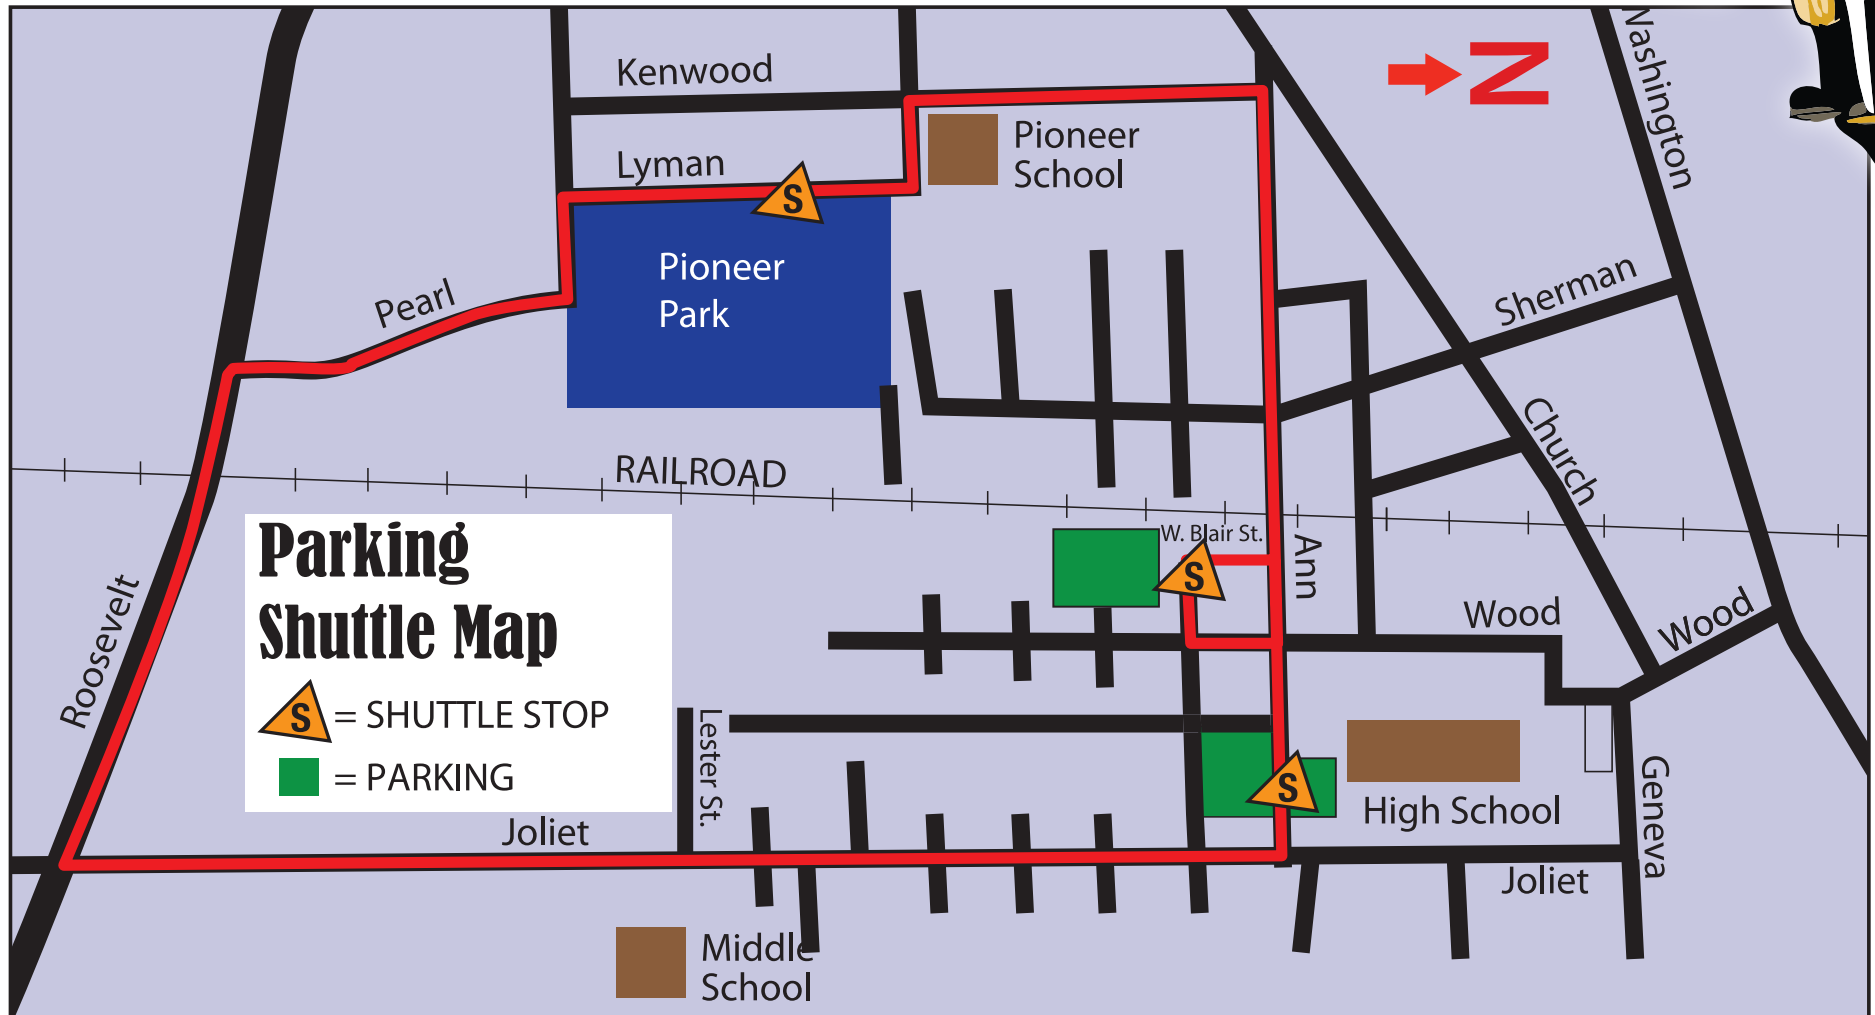 Kenwood
N
Washington
Lyman
S
Pioneer
School
Pioneer
Park
Pearl
Sherman
Church
RAILROAD
W. Blair St.
Ann
S
Parking
Shuttle Map
S = SHUTTLE STOP
= PARKING
Roosevelt
Wood
Wood
Lester St.
S
High School
Geneva
Joliet
Joliet
Middle
School